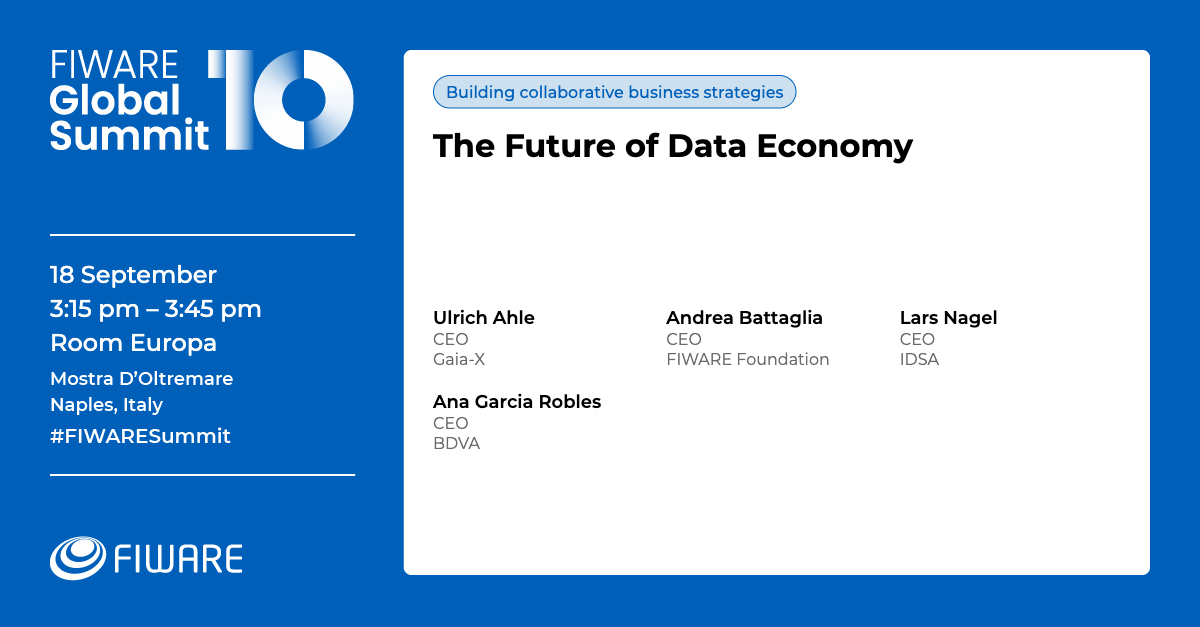 FIWARE
Global
Summit
10
18 September
3:15 pm – 3:45 pm
Room Europa
Mostra D’Oltremare
Naples, Italy
#FIWARESummit
FIWARE
Building collaborative business strategies
The Future of Data Economy
Ulrich Ahle
CEO
Gaia-X
Andrea Battaglia
CEO
FIWARE Foundation
Lars Nagel
CEO
IDSA
Ana Garcia Robles
CEO
BDVA